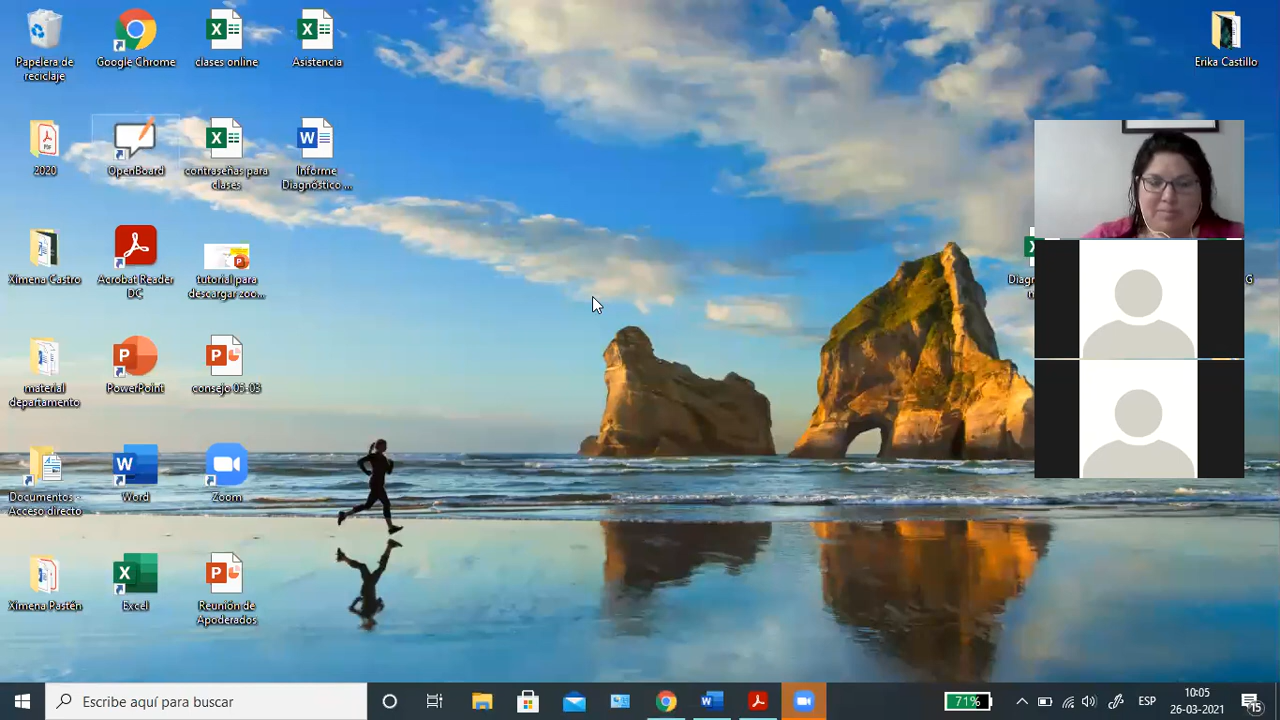 Papelera de
reciclaje
Google Chrome
clases online
Asistencia
Erika Castillo
2020
OpenBoard
contraseñas para
clases
Informe
Diagnóstico ...
Ximena Castro
Acrobat Reader
DC
tutorial para
descargar zoo...
material
departamento
PowerPoint
consejo 05-03
Documentos -
Acceso directo
Word
Zoom
Ximena Pastén
Excel
Reunión de
Apoderados
Escribe aquí para buscar
71%
ESP
10:05
26-03-2021
15